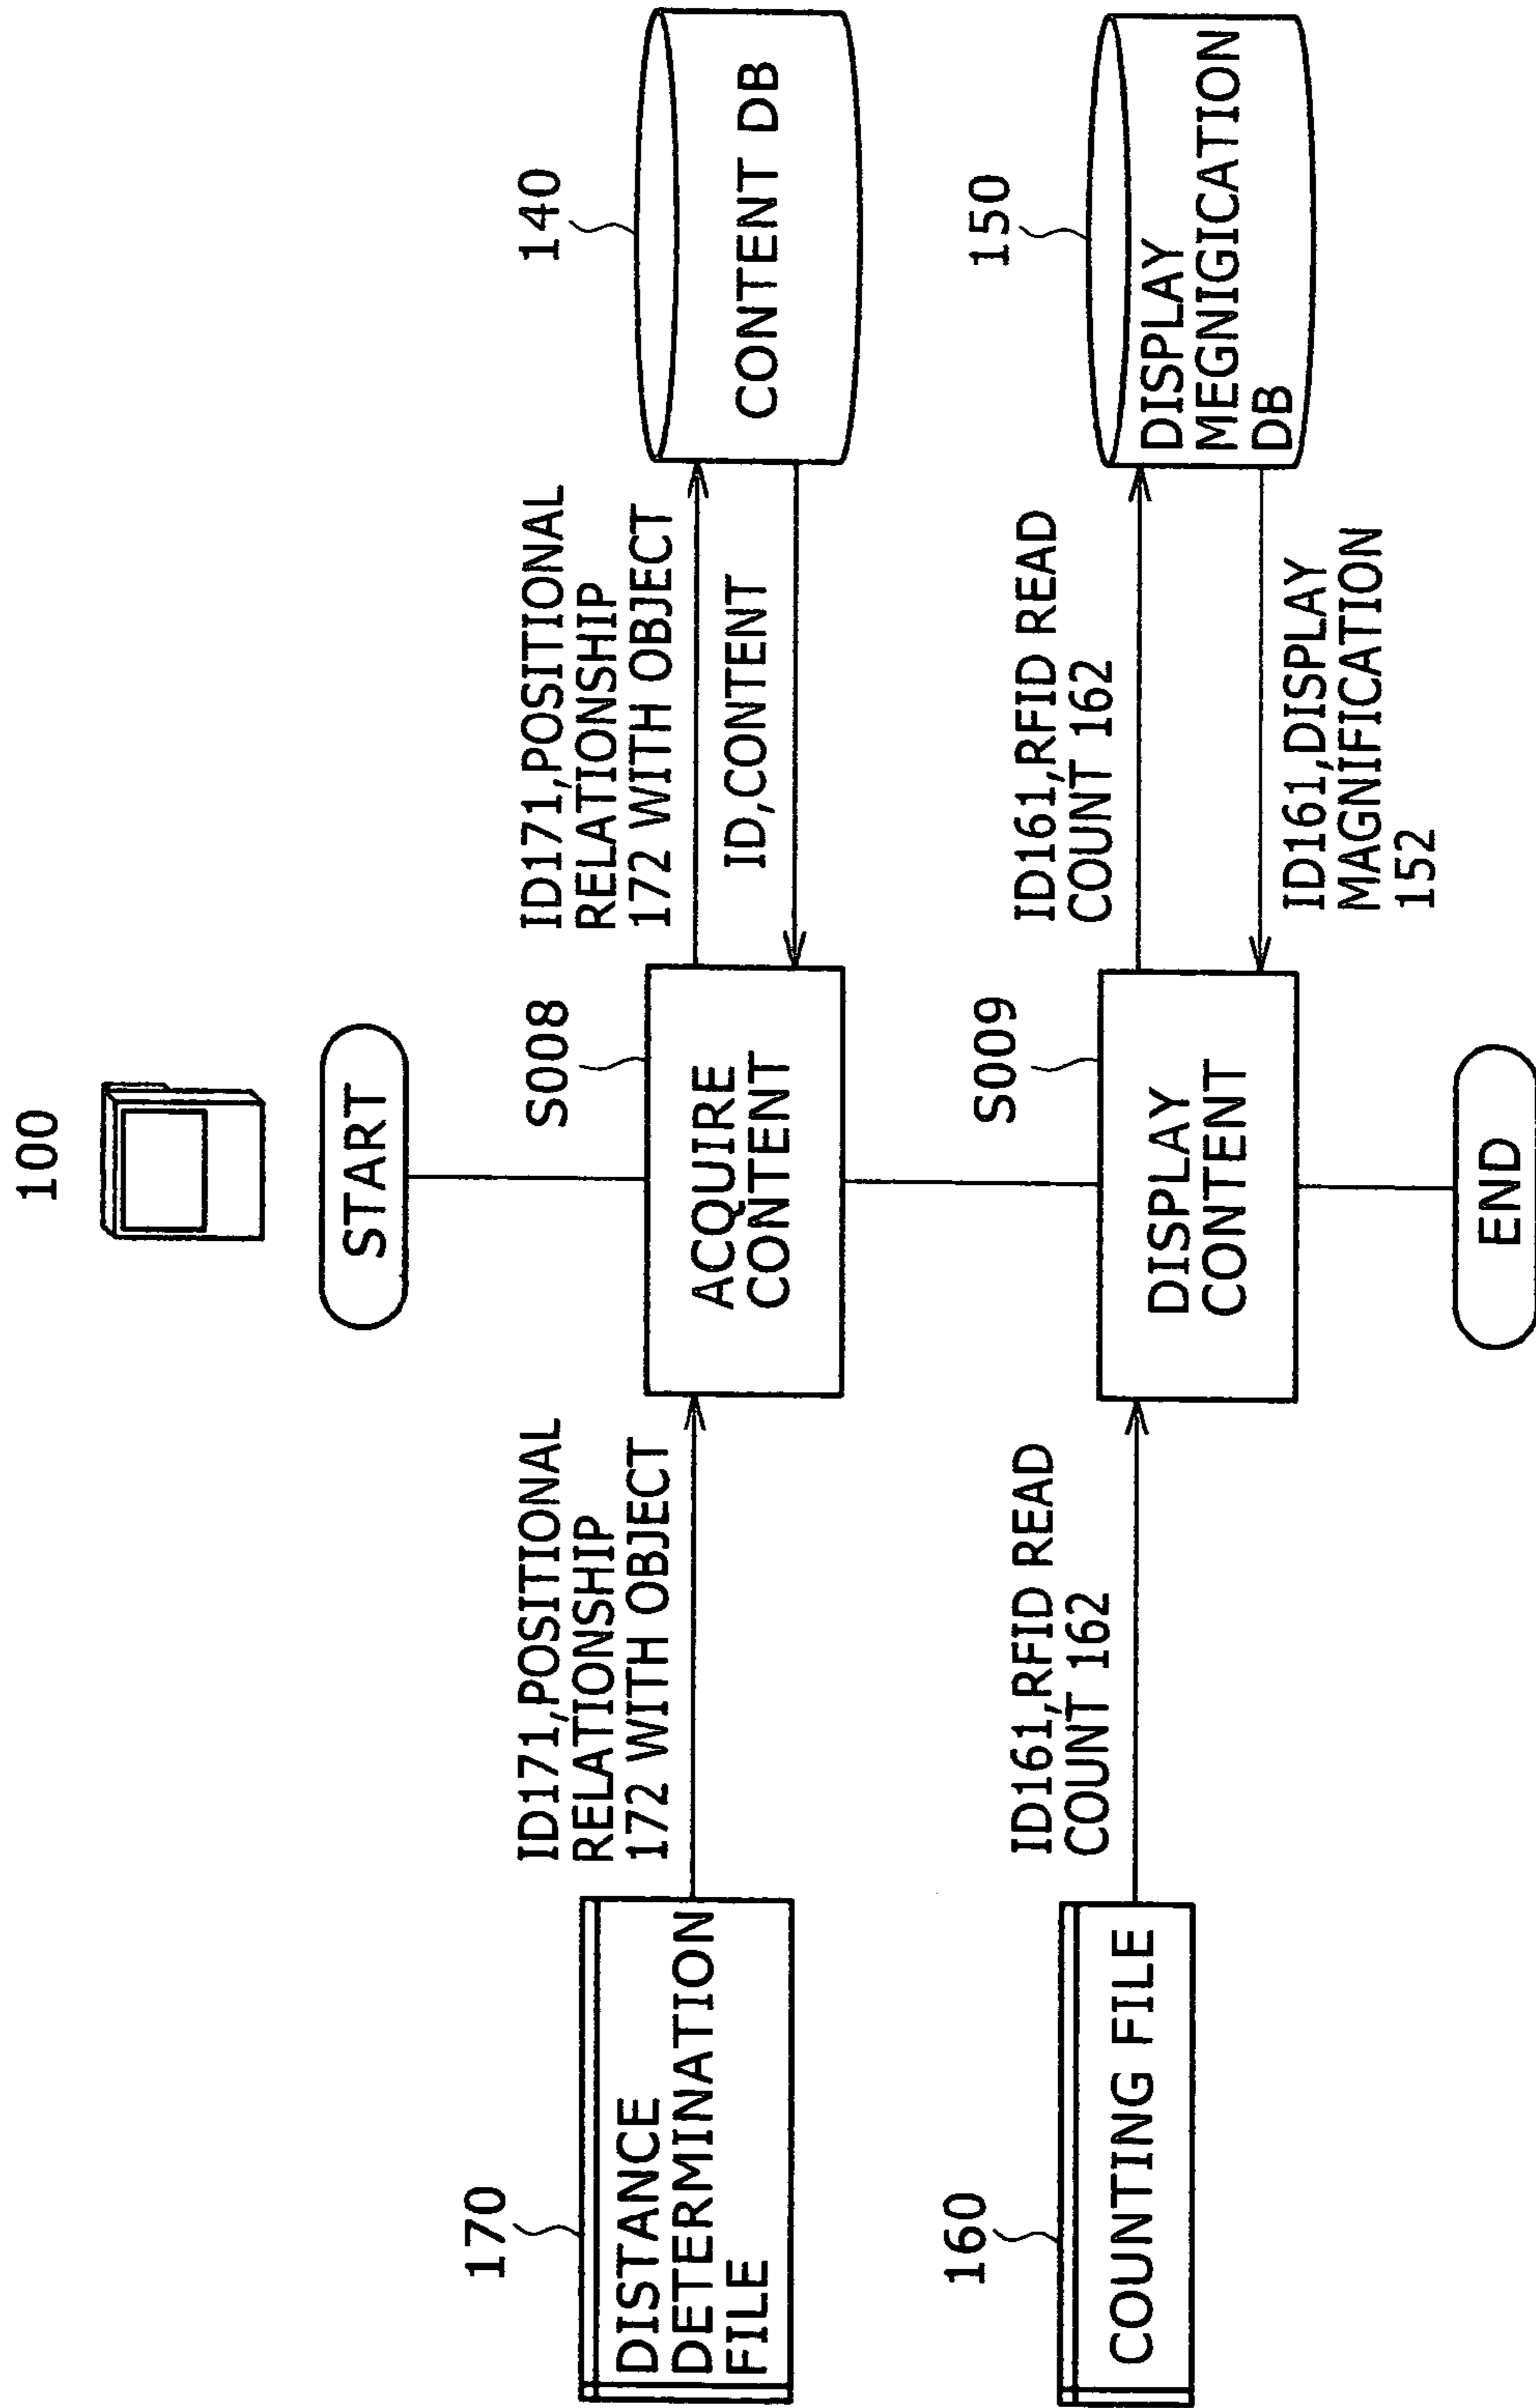 100
START
170
DISTANCE
DETERMINATION
FILE
ID171,POSITIONAL
RELATIONSHIP
172 WITH OBJECT
S008
ACQUIRE
CONTENT
ID171,POSITIONAL
RELATIONSHIP
172 WITH OBJECT
ID,CONTENT
140
CONTENT DB
160
COUNTING FILE
ID161,RFID READ
COUNT 162
S009
DISPLAY
CONTENT
ID161,RFID READ
COUNT 162
ID161,DISPLAY
MAGNIFICATION
152
150
DISPLAY
MEGNIGICATION
DB
END